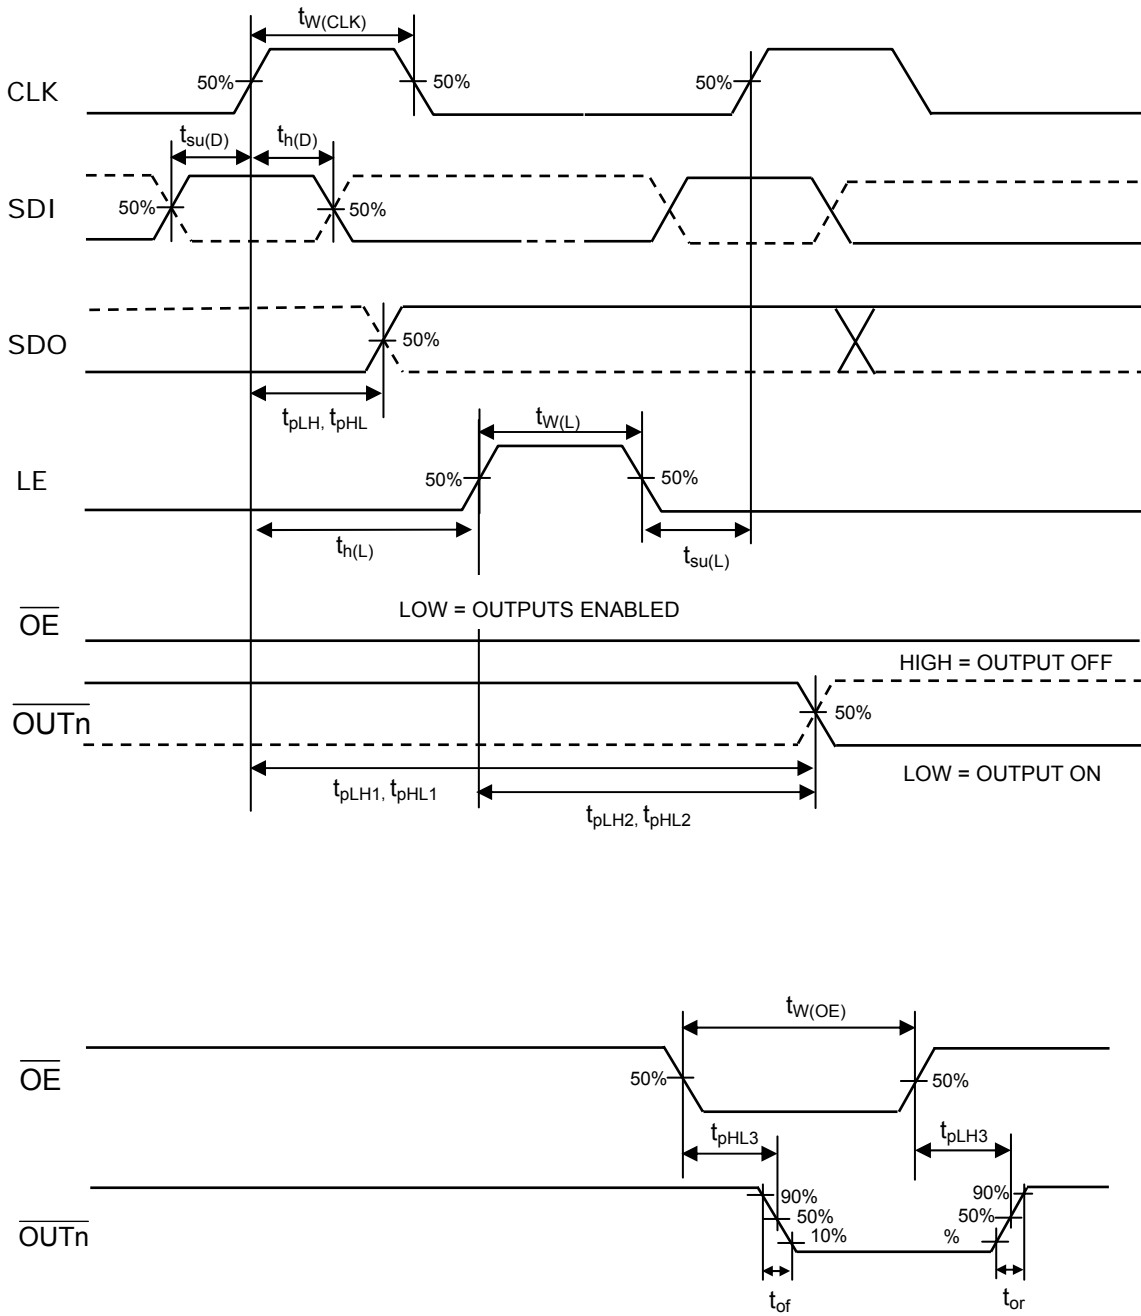 tW(CLK)
50%
50%
50%
CLK
tsu(D)
th(D)
50%
50%
SDI
50%
SDO
tpLH, tpHL
tW(L)
50%
50%
LE
th(L)
tsu(L)
LOW = OUTPUTS ENABLED
OE
HIGH = OUTPUT OFF
50%
OUTn
LOW = OUTPUT ON
tpLH1, tpHL1
tpLH2, tpHL2
tW(OE)
OE
50%
50%
tpHL3
tpLH3
90%
90%
50%
50%
10%
%
OUTn
tof
tor